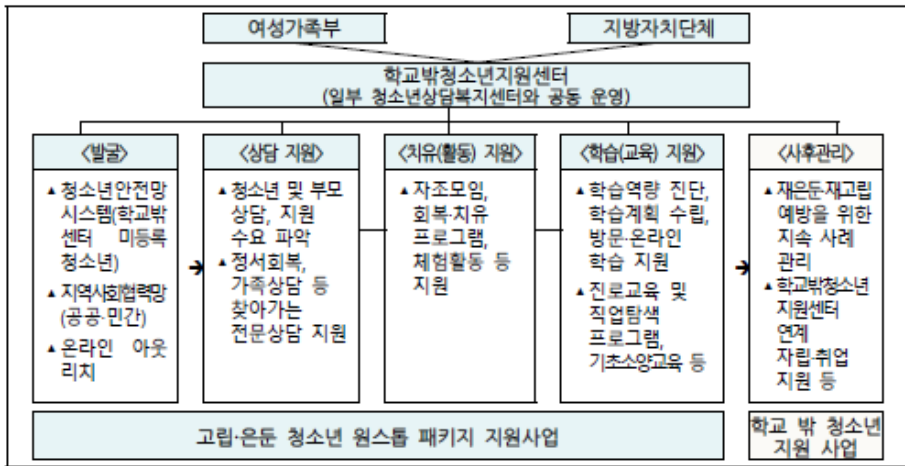 여성가족부
지방자치단체
학교밖청소년지원센터
(일부 청소년상담복지센터와 공동 운영)
<발굴>
▲ 청소년안전망
시스템(학교밖
센터 미등록
청소년)
▲ 지역사회협력망
(공공·민간)
▲ 온라인 아웃
리치
➔
<상담 지원>
▲ 청소년 및 부모
상담, 지원
수요 파악
▲ 정서회복,
가족상담 등
찾아가는
전문상담 지원
<치유(활동) 지원>
▲ 자조모임,
회복·치유
프로그램,
체험활동 등
지원
<학습(교육) 지원>
▲ 학습역량 진단,
학습계획 수립,
방문·온라인
학습 지원
▲ 진로교육 및
직업탐색
프로그램,
기초소양교육 등
➔
<사후관리>
▲ 재은둔·재고립
예방을 위한
지속 사례
관리
▲ 학교밖청소년
지원센터
연계
자립·취업
지원 등
고립·은둔 청소년 원스톱 패키지 지원사업
학교 밖 청소년
지원 사업